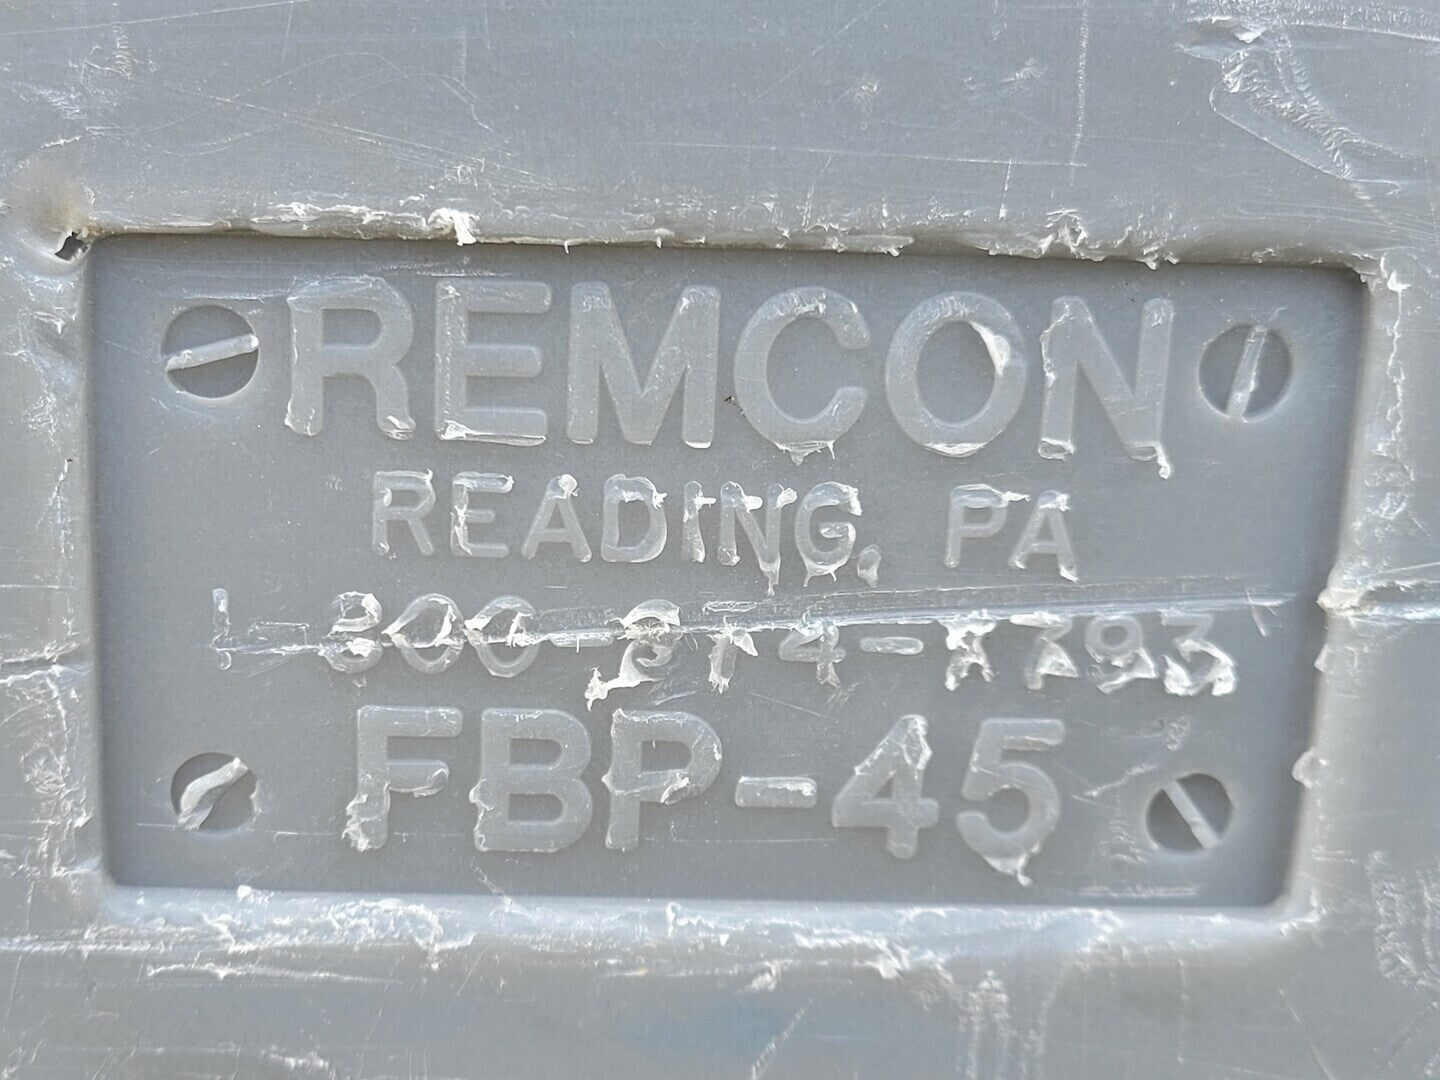 REMCON
READING, PA
FBP-45